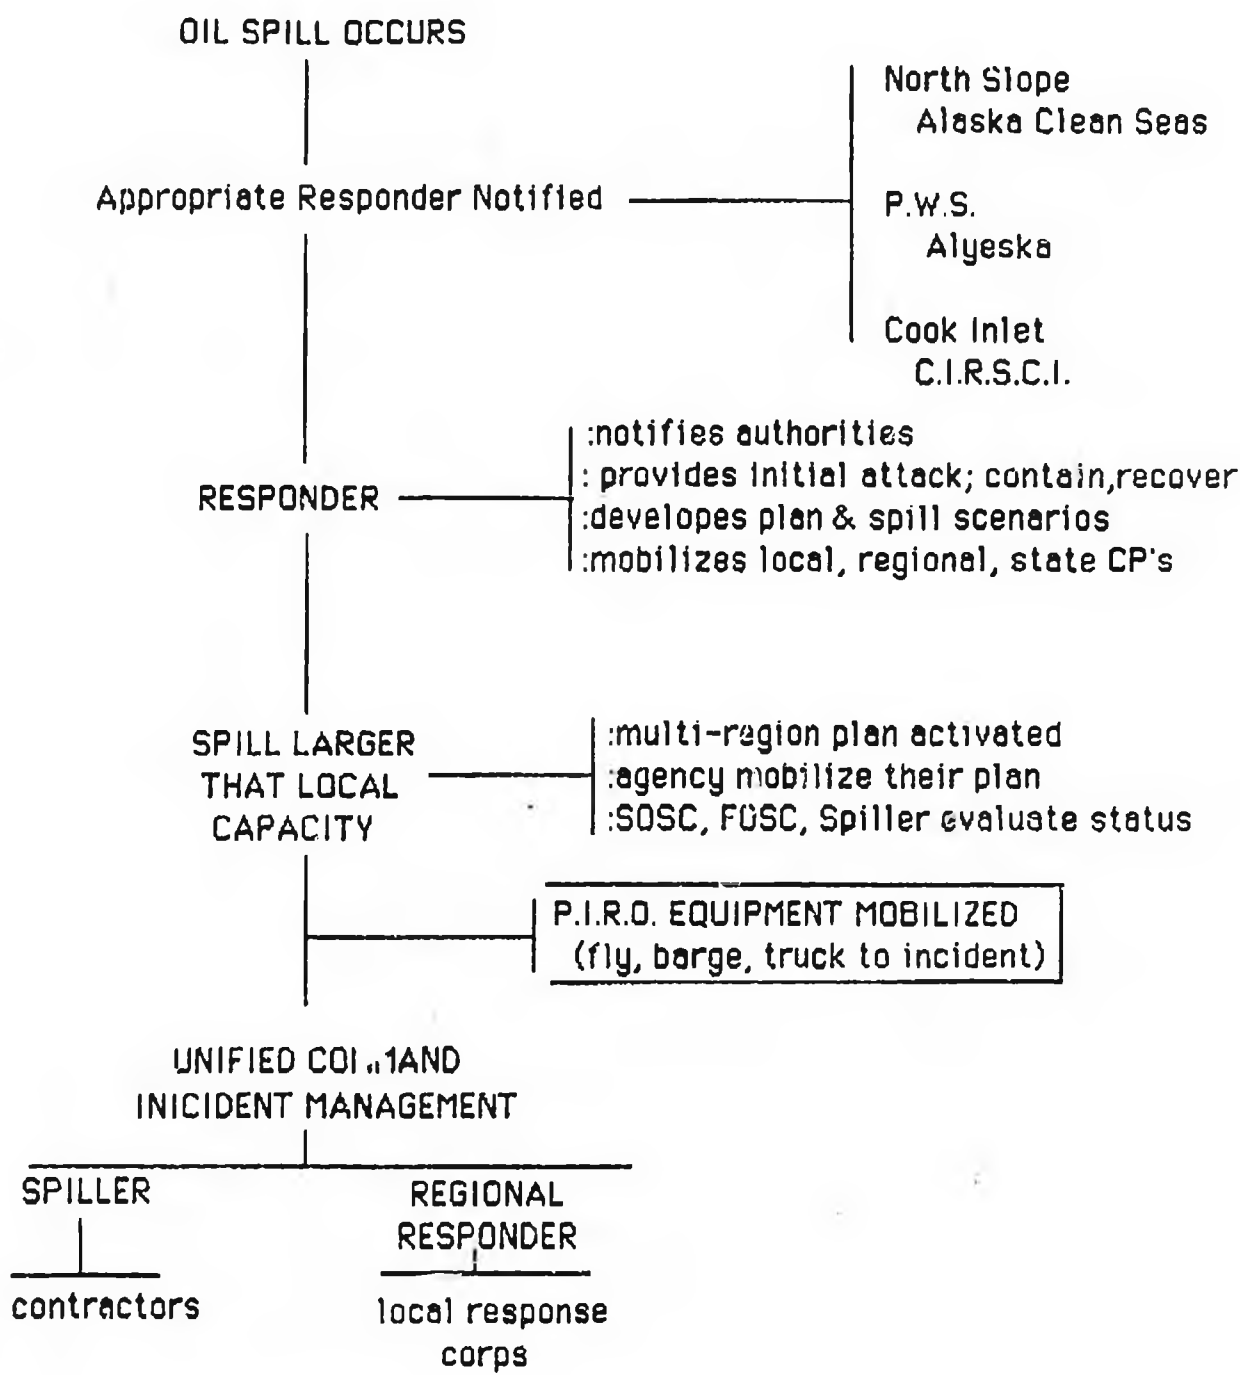 OIL SPILL OCCURS
North Slope
Alaska Clean Seas
Appropriate Responder Notified
P.W.S.
Alyeska
Cook Inlet
C.I.R.S.C.I.
RESPONDER
:notifies authorities
: provides initial attack; contain,recover
:developes plan & spill scenarios
:mobilizes local, regional, state CP's
SPILL LARGER
THAT LOCAL
CAPACITY
:multi-region plan activated
:agency mobilize their plan
:SOSC, FOSC, Spiller evaluate status
P.I.R.O. EQUIPMENT MOBILIZED
(fly, barge, truck to incident)
UNIFIED
INICIDENT MANAGEMENT
SPILLER
REGIONAL
RESPONDER
contractors
local response
corps